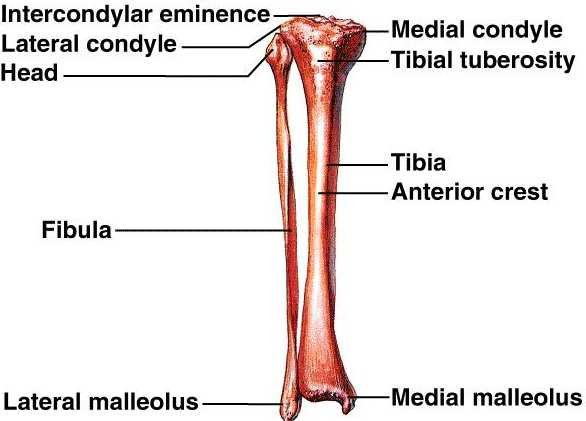 Intercondylar eminence
Lateral condyle
Head
Medial condyle
Tibial tuberosity
Tibia
Anterior crest
Fibula
Lateral malleolus
Medial malleolus